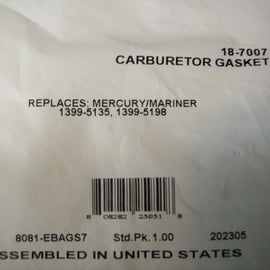 18-7007
CARBURETOR GASKET
REPLACES: MERCURY/MARINER
1399-5135, 1399-5198
8 08282 25051 8
8081-EBAGS7 Std.Pk.1.00 202305
SSEMBLED IN UNITED STATES